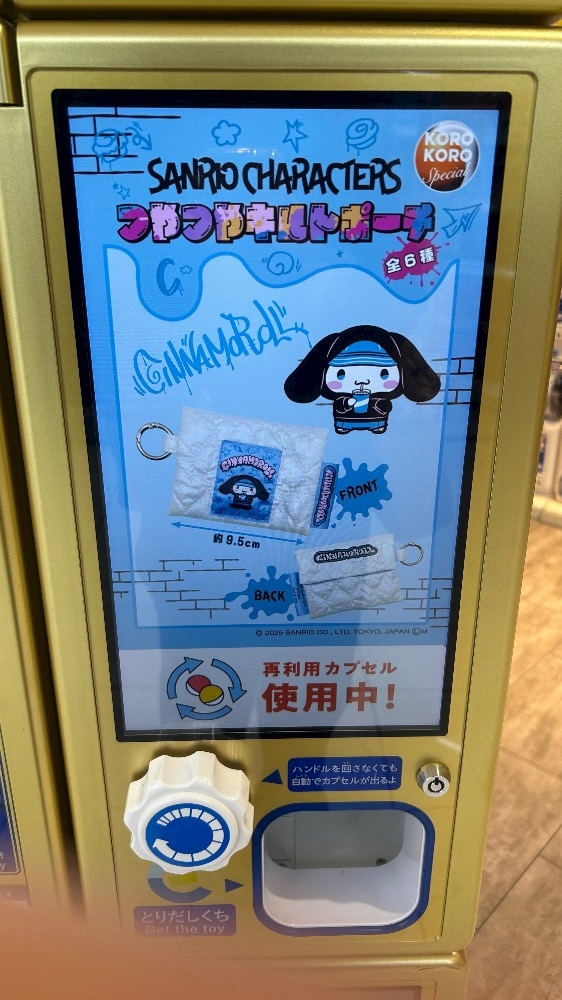 KORO
KORO
Special
SANRIO CHARACTERS
つやつやキルトポーチ
全6種
CiNNAMoRoLL
CINNAMOROLL
FRONT
約9.5cm
CINNAMOROLL
BACK
© 2025 SANRIO CO., LTD. TOKYO, JAPAN Ⓛ M
再利用カプセル
使用中!
ハンドルを回さなくても
自動でカプセルが出るよ
とりだしくち
Get the toy